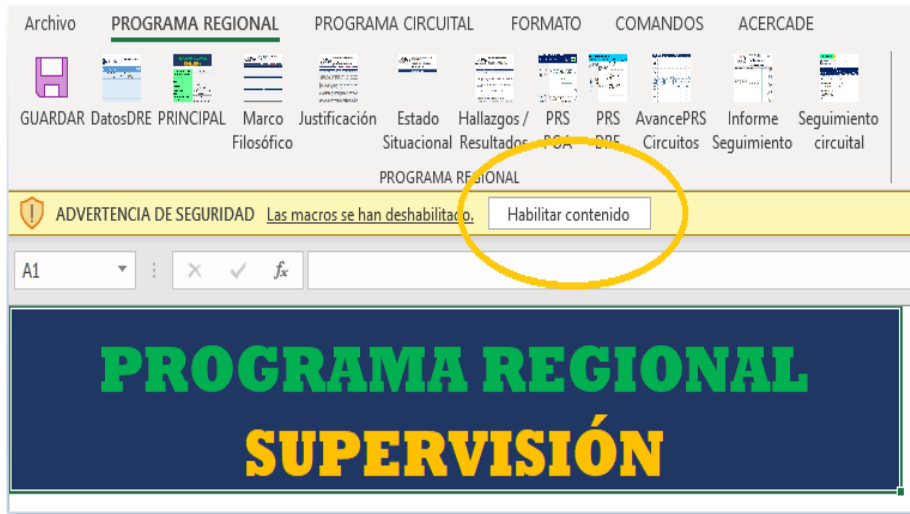 Archivo PROGRAMA REGIONAL PROGRAMA CIRCUITAL FORMATO COMANDOS ACERCADE
GUARDAR DatosDRE PRINCIPAL Marco Justificación Estado Hallazgos / PRS PRS AvancePRS Informe Seguimiento
Filosófico Situacional Resultados POA DRE Circuitos Seguimiento circuital
PROGRAMA REGIONAL
ADVERTENCIA DE SEGURIDAD Las macros se han deshabilitado. Habilitar contenido
A1 fx
PROGRAMA REGIONAL
SUPERVISIÓN